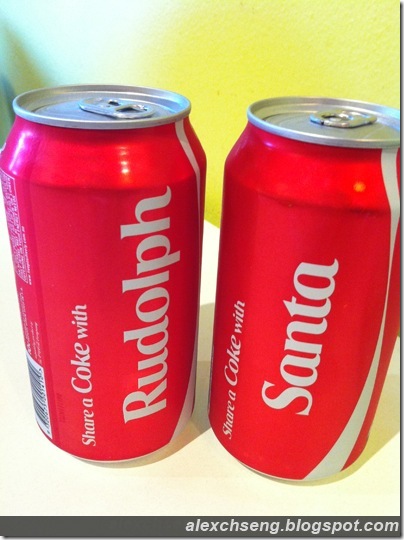 Share a Coke with
Rudolph
Share a Coke with
Santa
alexchseng.blogspot.com